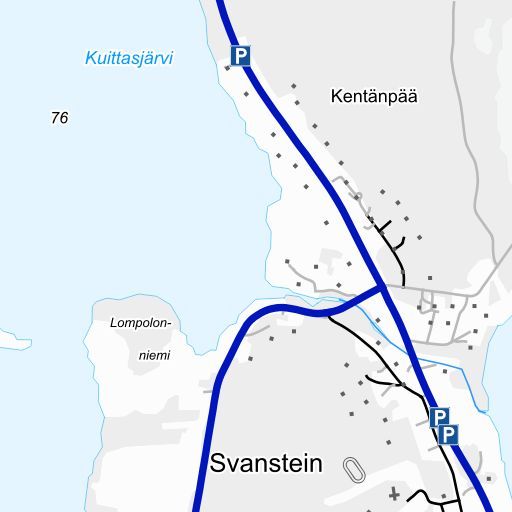 P
Kuittasjärvi
Kentänpää
76
Lompolon-
niemi
P
P
Svanstein